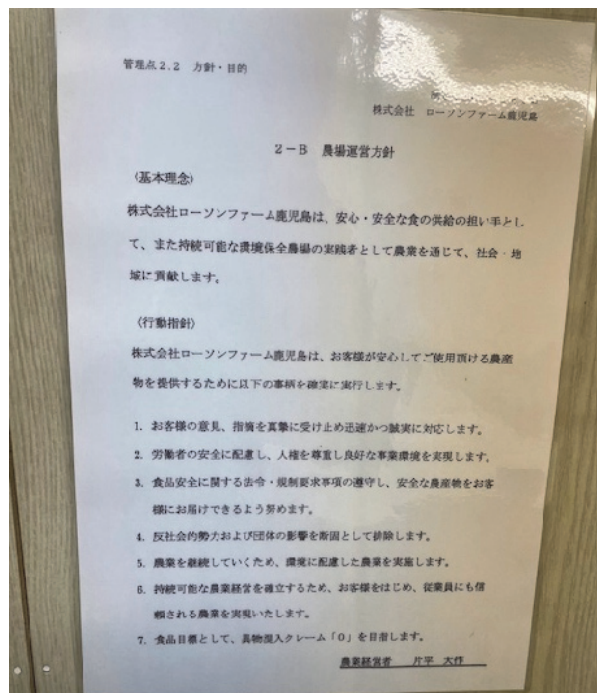 管理点2.2 方針・目的
株式会社 ローソンファーム鹿児島
2－B 農場運営方針
〈基本理念〉
株式会社ローソンファーム鹿児島は、安心・安全な食の供給の担い手とし
て、また持続可能な環境保全農場の実践者として農業を通じて、社会・地
域に貢献します。
〈行動指針〉
株式会社ローソンファーム鹿児島は、お客様が安心してご使用頂ける農産
物を提供するために以下の事柄を確実に実行します。
1. お客様の意見、指摘を真摯に受け止め迅速かつ誠実に対応します。
2. 労働者の安全に配慮し、人権を尊重し良好な事業環境を実現します。
3. 食品安全に関する法令・規制要求事項の遵守し、安全な農産物をお客
様にお届けできるよう努めます。
4. 反社会的勢力および団体の影響を断固として排除します。
5. 農業を継続していくため、環境に配慮した農業を実施します。
6. 持続可能な農業経営を確立するため、お客様をはじめ、従業員にも信
頼される農業を実現いたします。
7. 食品目標として、異物混入クレーム「0」を目指します。
農業経営者 片平 大作